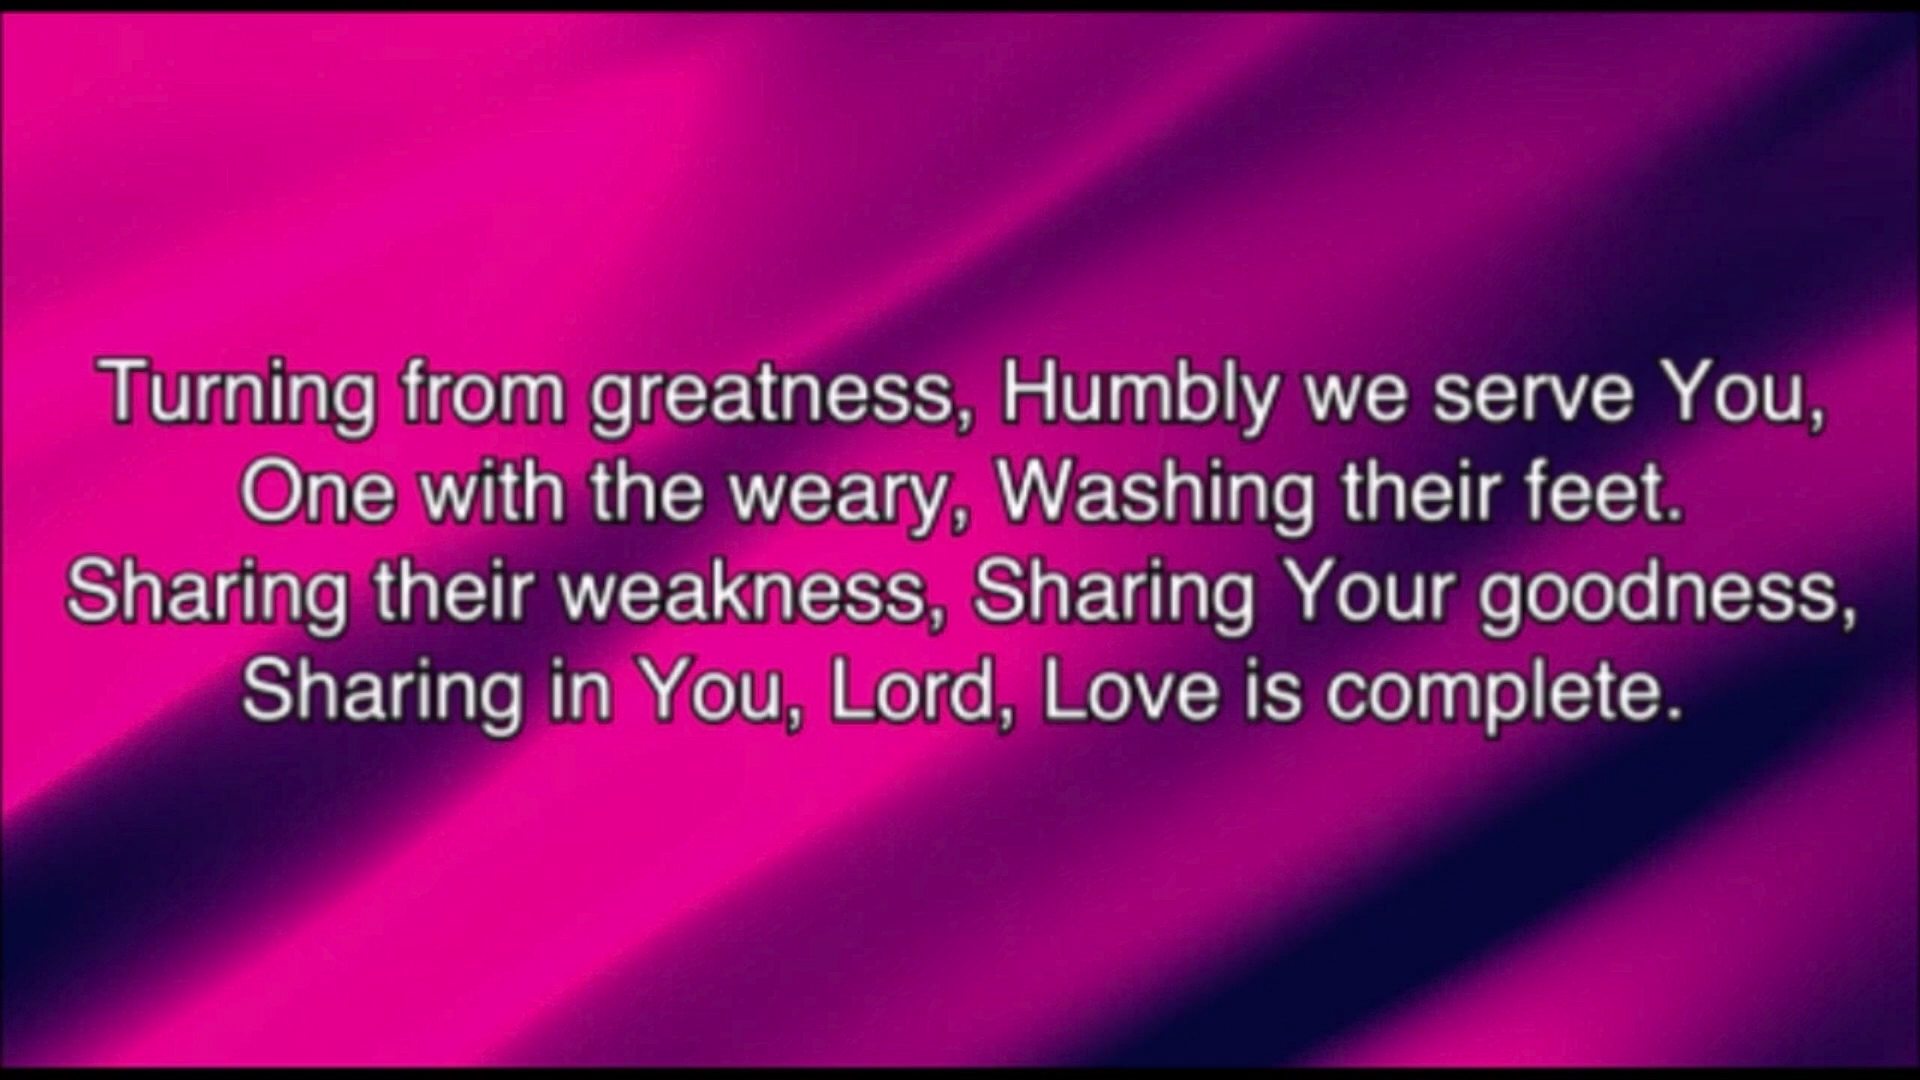 Turning from greatness, Humbly we serve You,
One with the weary, Washing their feet.
Sharing their weakness, Sharing Your goodness,
Sharing in You, Lord, Love is complete.